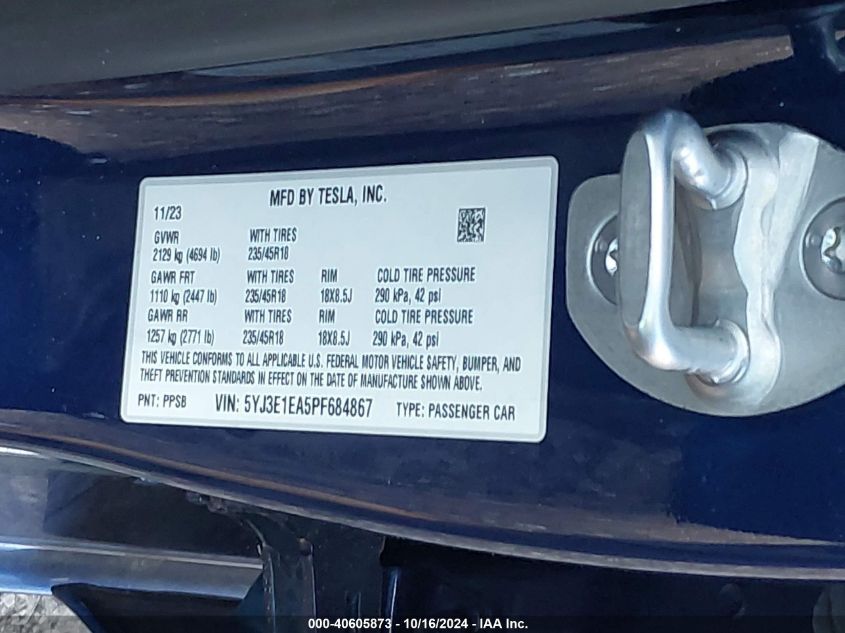 MFD BY TESLA, INC.
11/23
GVWR WITH TIRES
2129 kg (4694 lb) 235/45R18
GAWR FRT WITH TIRES RIM COLD TIRE PRESSURE
1110 kg (2447 lb) 235/45R18 18X8.5J 290 kPa, 42 psi
GAWR RR WITH TIRES RIM COLD TIRE PRESSURE
1257 kg (2771 lb) 235/45R18 18X8.5J 290 kPa, 42 psi
THIS VEHICLE CONFORMS TO ALL APPLICABLE U.S. FEDERAL MOTOR VEHICLE SAFETY, BUMPER, AND
THEFT PREVENTION STANDARDS IN EFFECT ON THE DATE OF MANUFACTURE SHOWN ABOVE.
PNT: PPSB VIN: 5YJ3E1EA5PF684867 TYPE: PASSENGER CAR
000-40605873 - 10/16/2024 - IAA Inc.